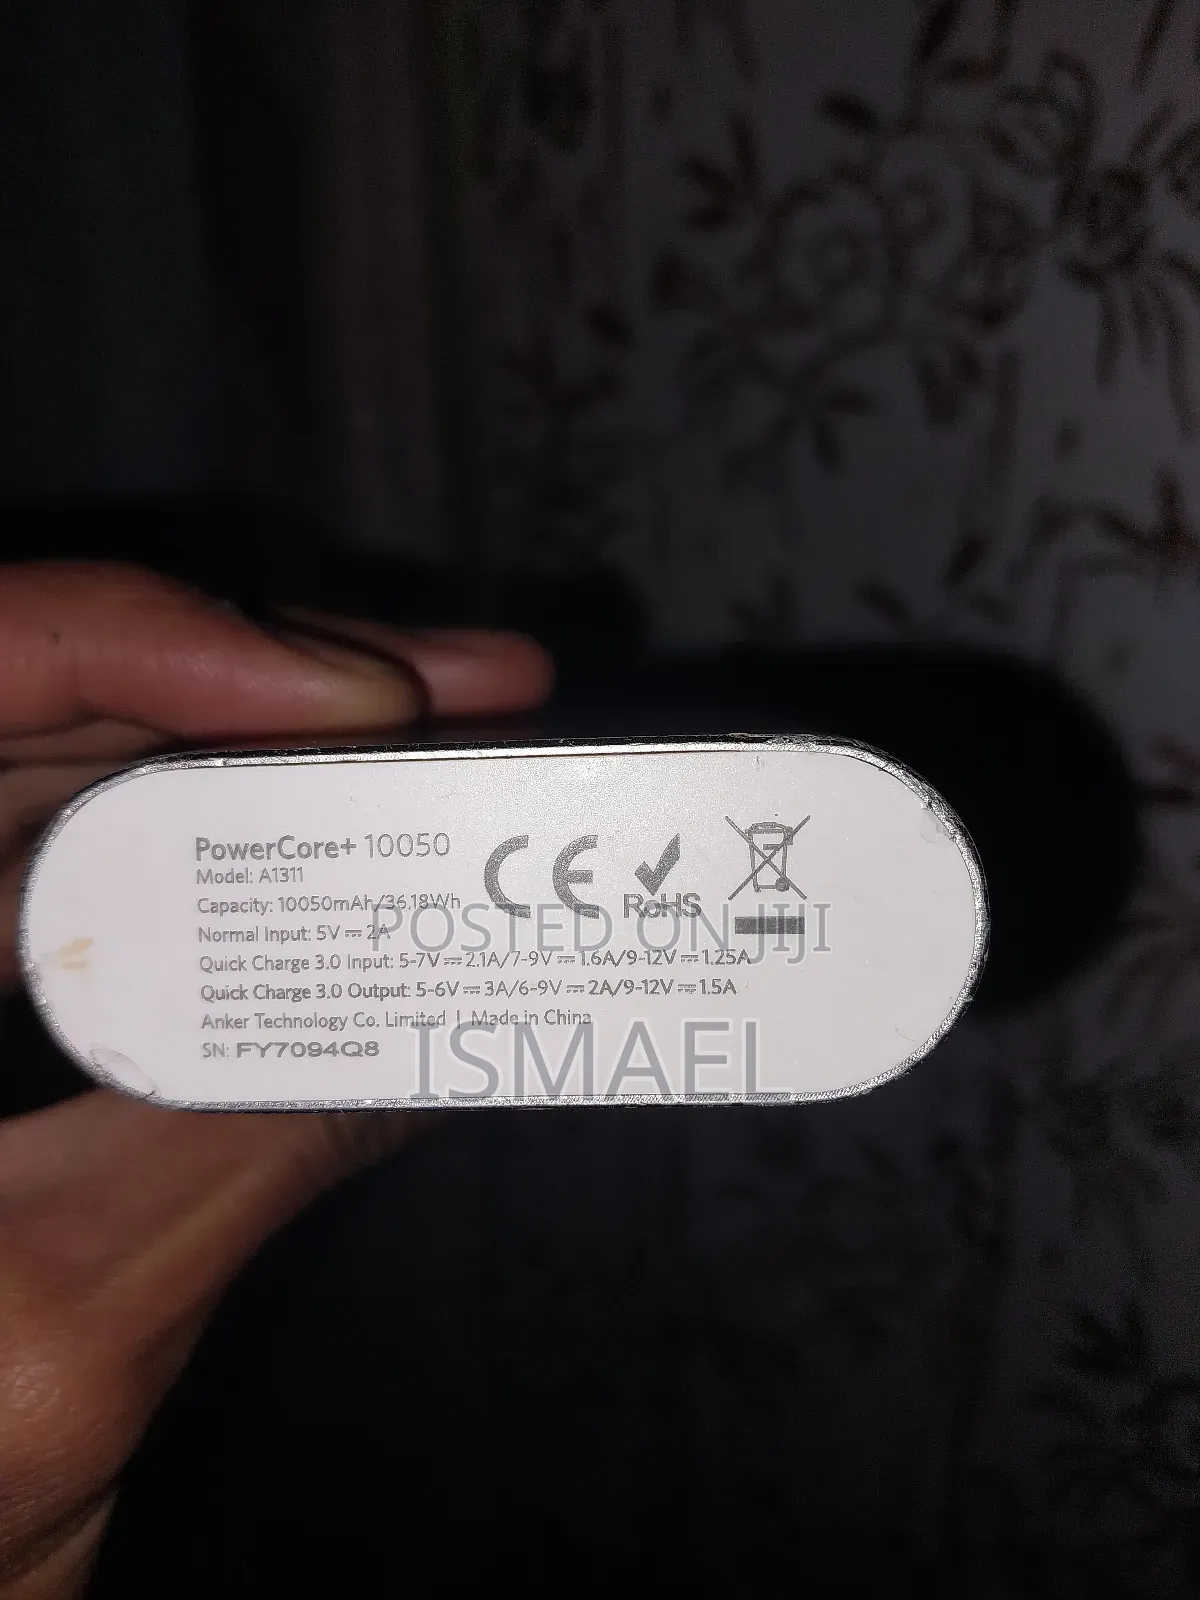 PowerCore+ 10050
Model: A1311
Capacity: 10050mAh/36.18Wh
Normal Input: 5V⎓2A
Quick Charge 3.0 Input: 5-7V⎓2.1A/7-9V⎓1.6A/9-12V⎓1.25A
Quick Charge 3.0 Output: 5-6V⎓3A/6-9V⎓2A/9-12V⎓1.5A
Anker Technology Co. Limited | Made in China
SN: FY7094Q8
CE
RoHS
POSTED ON JIJI
ISMAEL